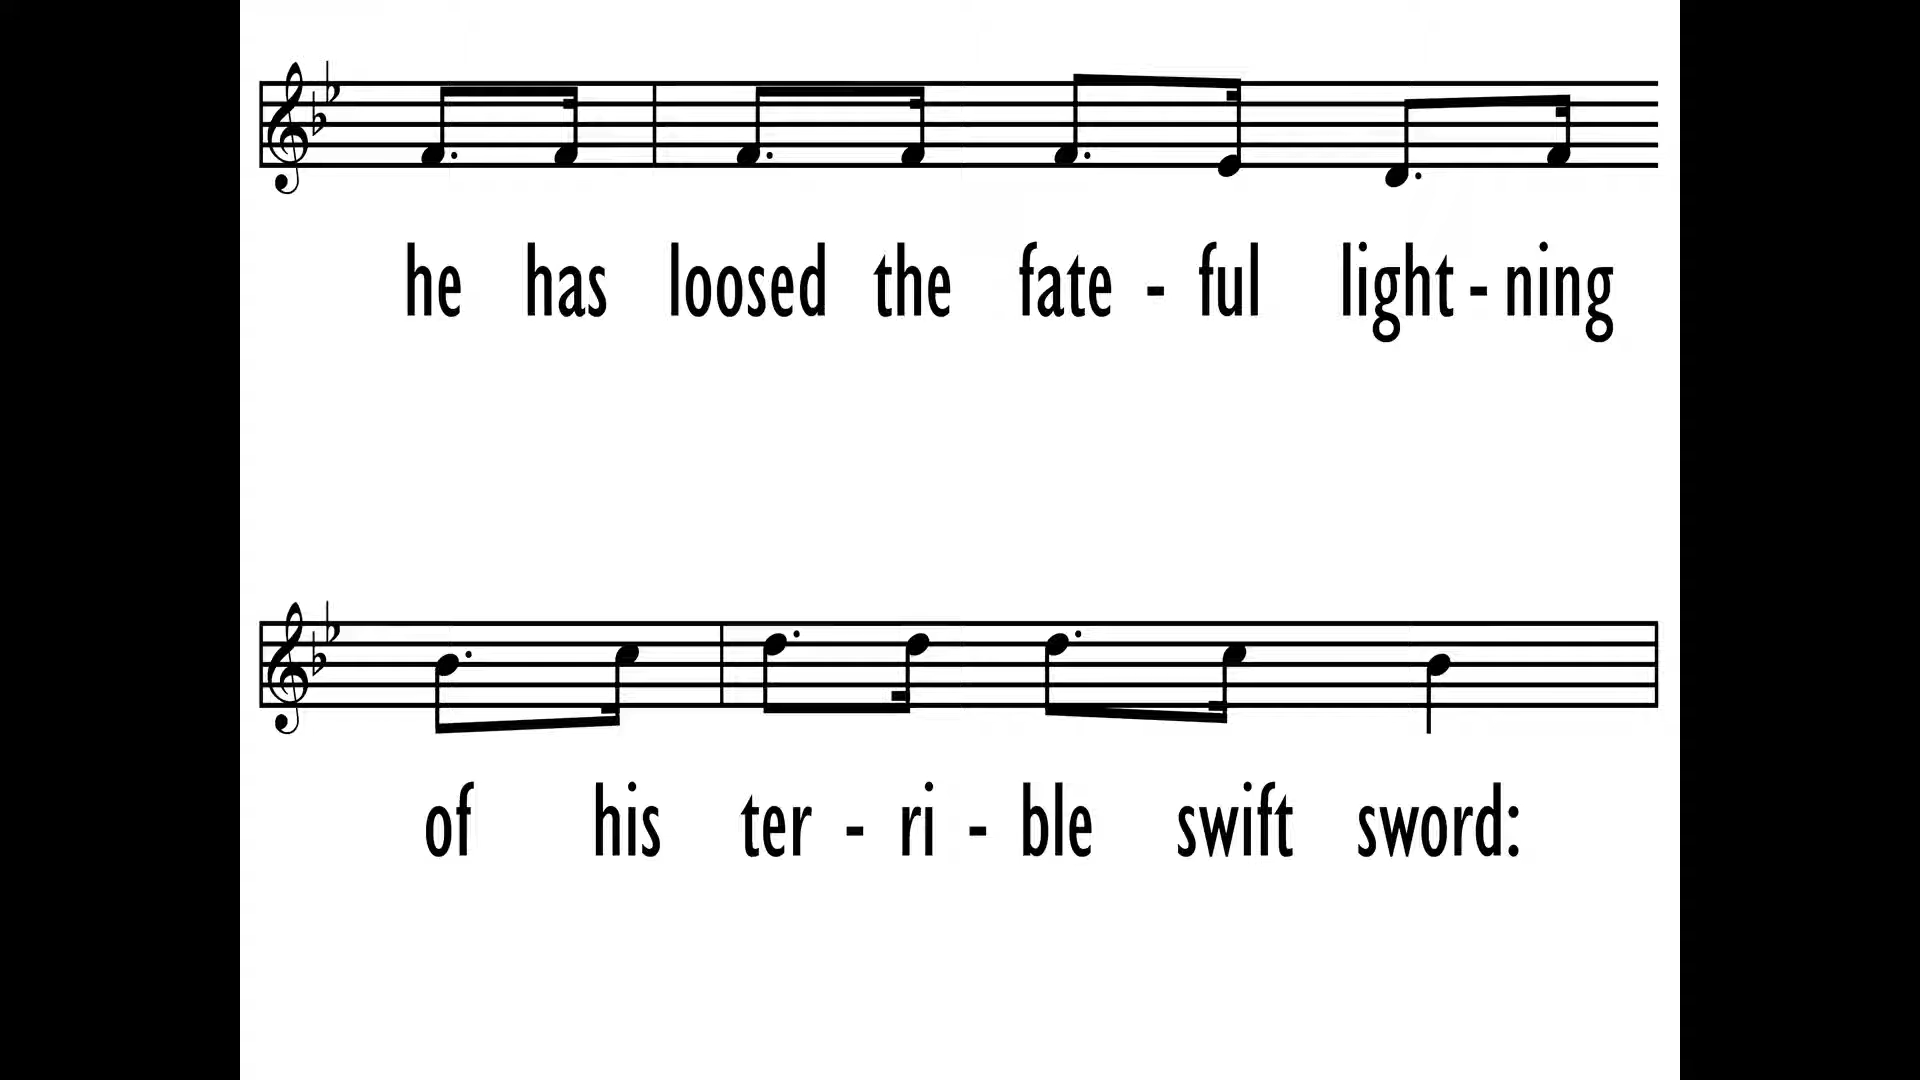 he has loosed the fate - ful light - ning
of his ter - ri - ble swift sword: